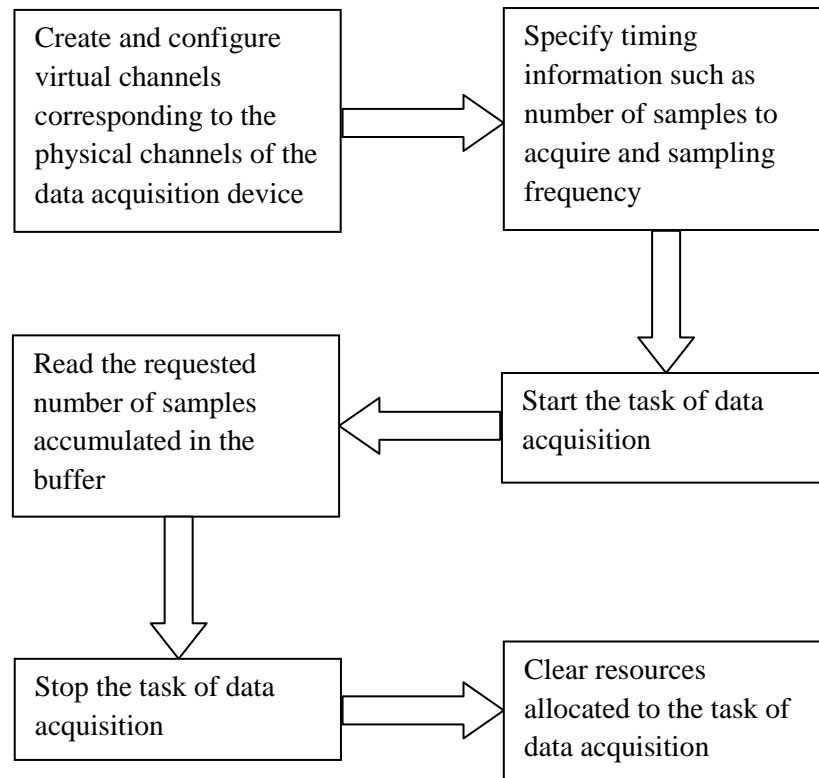 Create and configure
virtual channels
corresponding to the
physical channels of the
data acquisition device
Specify timing
information such as
number of samples to
acquire and sampling
frequency
Start the task of data
acquisition
Read the requested
number of samples
accumulated in the
buffer
Stop the task of data
acquisition
Clear resources
allocated to the task of
data acquisition